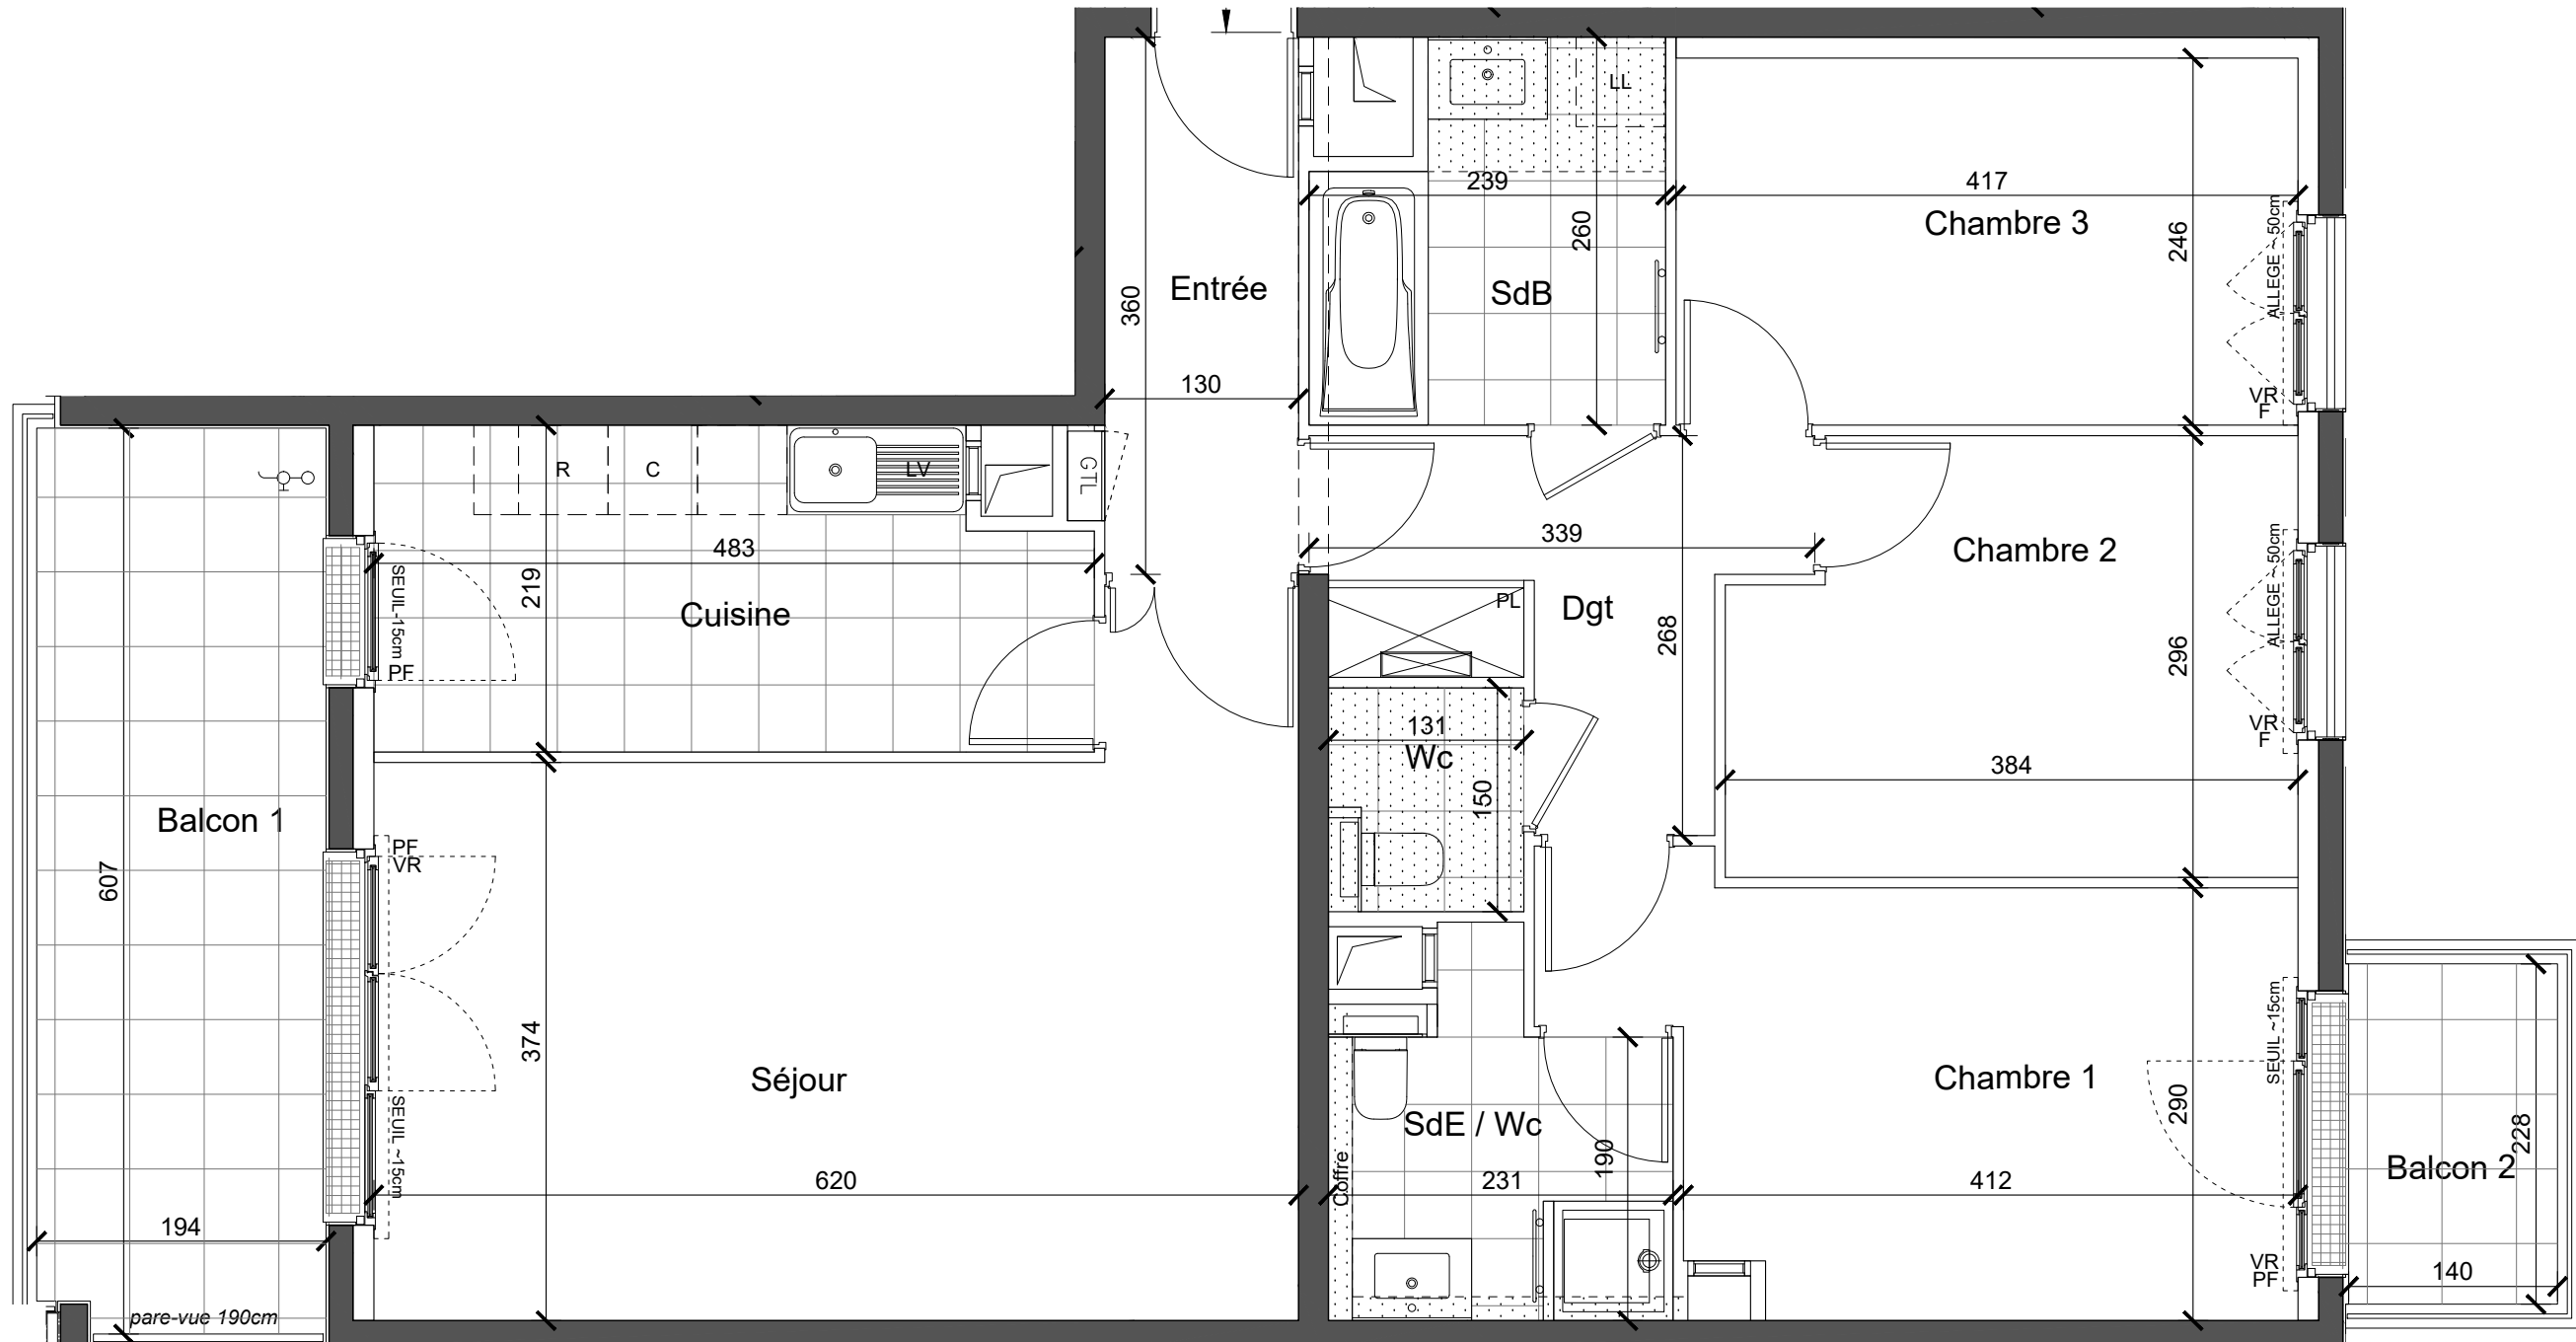 LL
239
417
Chambre 3
260
246
ALLEGE ~ 50cm
Entrée
SdB
360
130
VR
F
R
C
LV
GTL
483
339
Chambre 2
ALLEGE ~50cm
SEUIL-15cm
219
Cuisine
PL
Dgt
268
296
PF
131
Wc
VR
F
384
150
Balcon 1
PF
VR
607
SEUIL ~15cm
374
Séjour
Chambre 1
SEUIL ~15cm
290
SdE / Wc
190
228
Coffre
Balcon 2
620
231
412
194
VR
PF
140
pare-vue 190cm